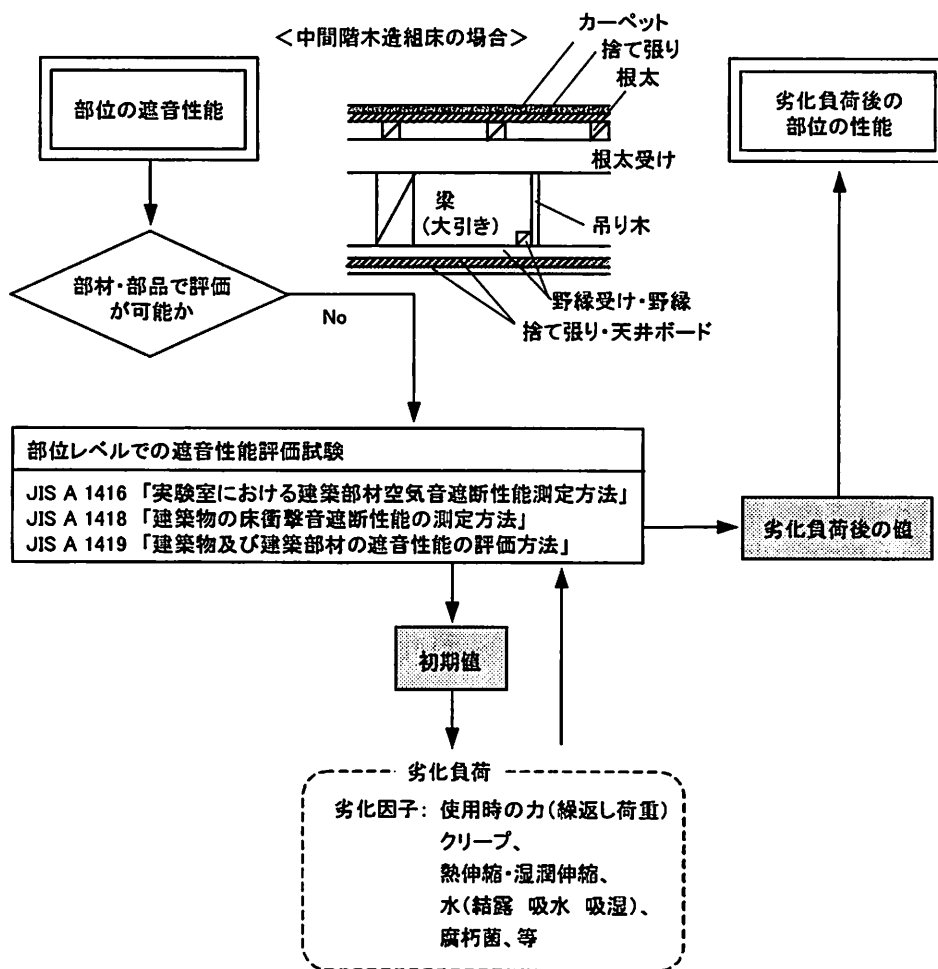 <中間階木造組床の場合>
カーペット
捨て張り
根太
根太受け
梁
(大引き)
吊り木
野縁受け・野縁
捨て張り・天井ボード
部位の遮音性能
劣化負荷後の
部位の性能
部材・部品で評価
が可能か
No
部位レベルでの遮音性能評価試験
JIS A 1416 「実験室における建築部材空気音遮断性能測定方法」
JIS A 1418 「建築物の床衝撃音遮断性能の測定方法」
JIS A 1419 「建築物及び建築部材の遮音性能の評価方法」
劣化負荷後の値
初期値
劣化負荷
劣化因子: 使用時の力(繰返し荷重)
クリープ、
熱伸縮・湿潤伸縮、
水(結露 吸水 吸湿)、
腐朽菌、等